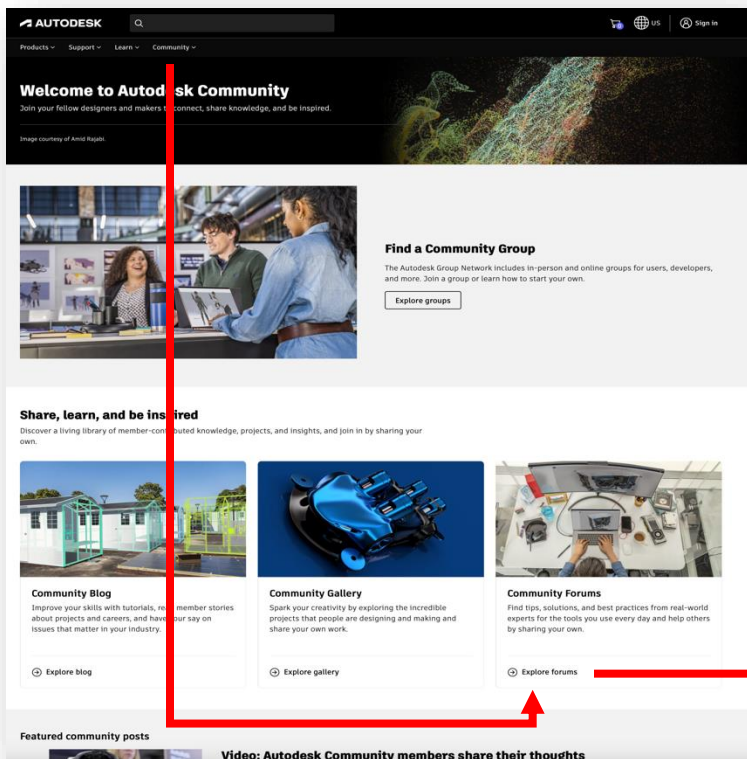 AUTODESK
US
Sign in
Products
Support
Learn
Community
Welcome to Autodesk Community
Join your fellow designers and makers to connect, share knowledge, and be inspired.
Image courtesy of Amid Rajabi.
Find a Community Group
The Autodesk Group Network includes in-person and online groups for users, developers,
and more. Join a group or learn how to start your own.
Explore groups
Share, learn, and be inspired
Discover a living library of member-contributed knowledge, projects, and insights, and join in by sharing your
own.
Community Blog
Improve your skills with tutorials, real member stories
about projects and careers, and have your say on
issues that matter in your industry.
Explore blog
Community Gallery
Spark your creativity by exploring the incredible
projects that people are designing and making and
share your own work.
Explore gallery
Community Forums
Find tips, solutions, and best practices from real-world
experts for the tools you use every day and help others
by sharing your own.
Explore forums
Featured community posts
Video: Autodesk Community members share their thoughts